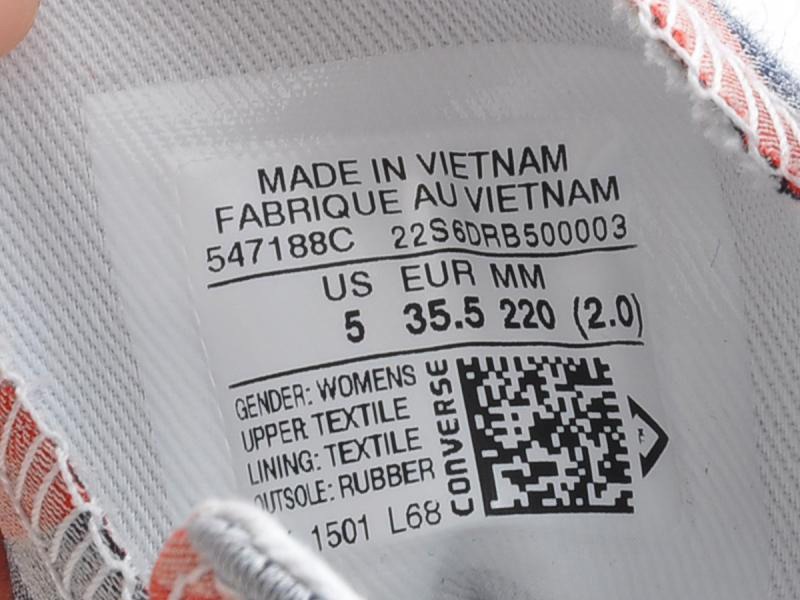 MADE IN VIETNAM
FABRIQUE AU VIETNAM
547188C 22S6DRB500003
US EUR MM
5 35.5 220 (2.0)
GENDER: WOMENS
UPPER TEXTILE
LINING: TEXTILE
OUTSOLE: RUBBER
1501 L68
CONVERSE